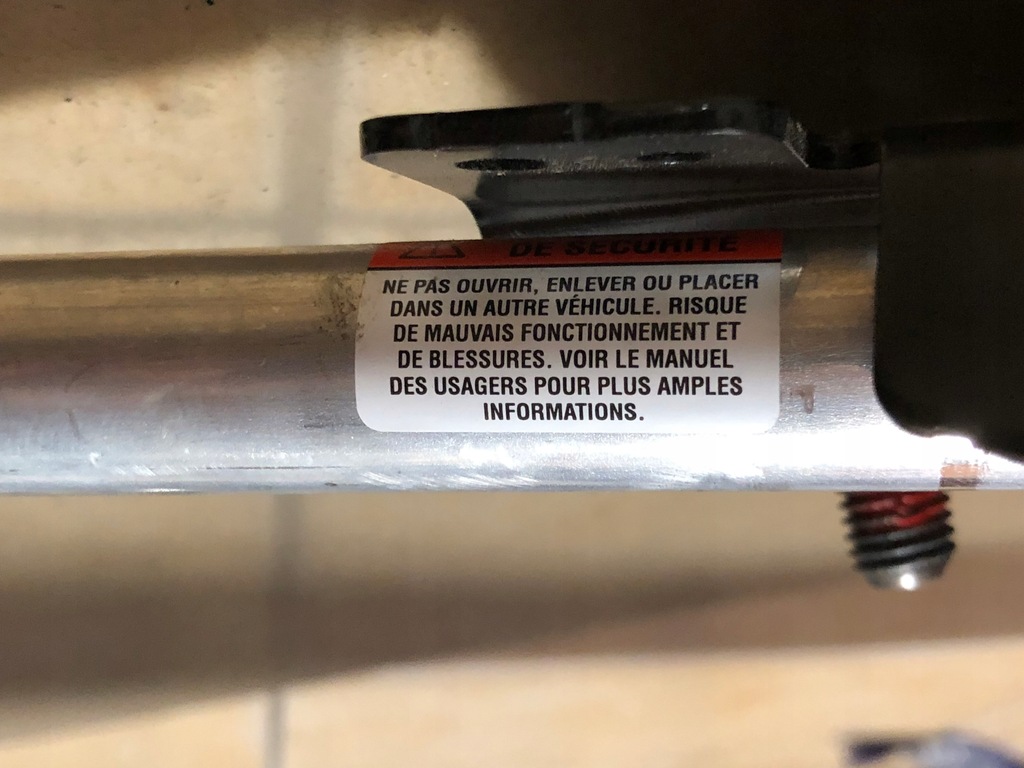 DE SÉCURITÉ
NE PAS OUVRIR, ENLEVER OU PLACER
DANS UN AUTRE VÉHICULE. RISQUE
DE MAUVAIS FONCTIONNEMENT ET
DE BLESSURES. VOIR LE MANUEL
DES USAGERS POUR PLUS AMPLES
INFORMATIONS.